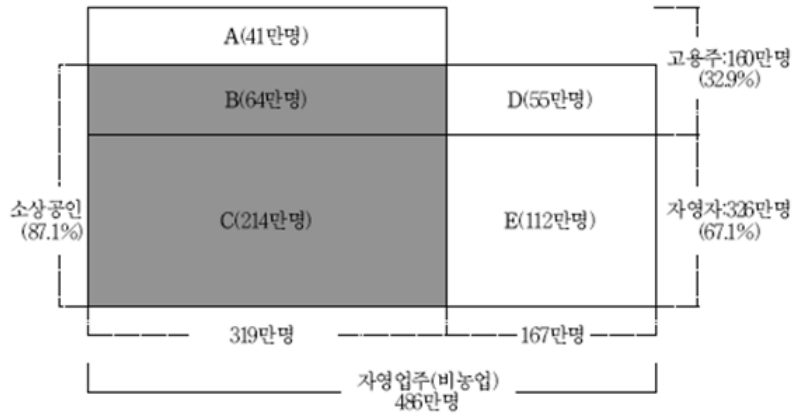 A(41만명)
고용주:160만명
(32.9%)
B(64만명)
D(55만명)
소상공인
(87.1%)
C(214만명)
E(112만명)
자영자:326만명
(67.1%)
319만명
167만명
자영업주(비농업)
486만명